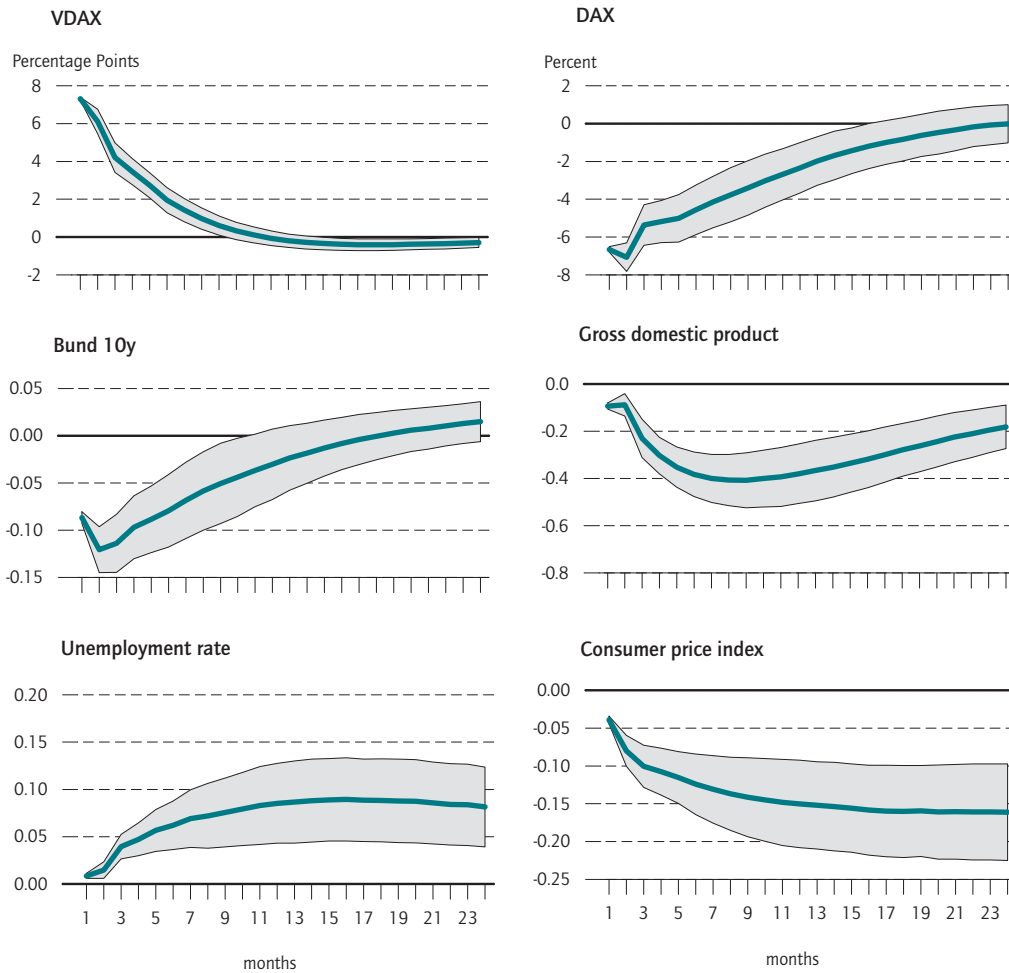 VDAX
Percentage Points
8
6
4
2
0
-2
DAX
Percent
2
0
-2
-4
-6
-8
Bund 10y
0.05
0.00
-0.05
-0.10
-0.15
Gross domestic product
0.0
-0.2
-0.4
-0.6
-0.8
Unemployment rate
0.20
0.15
0.10
0.05
0.00
1 3 5 7 9 11 13 15 17 19 21 23
months
Consumer price index
0.00
-0.05
-0.10
-0.15
-0.20
-0.25
1 3 5 7 9 11 13 15 17 19 21 23
months